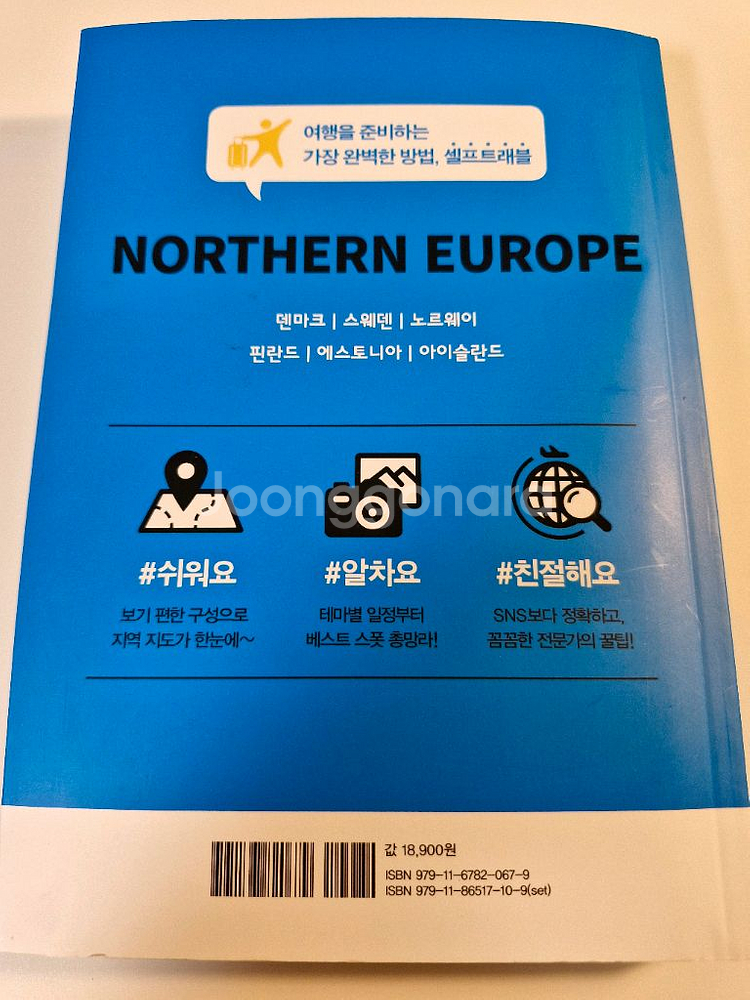 여행을 준비하는
가장 완벽한 방법, 셀프트래블
NORTHERN EUROPE
덴마크 | 스웨덴 | 노르웨이
핀란드 | 에스토니아 | 아이슬란드
loonggonara
#쉬워요
보기 편한 구성으로
지역 지도가 한눈에~
#알차요
테마별 일정부터
베스트 스폿 총망라!
#친절해요
SNS보다 정확하고,
꼼꼼한 전문가의 꿀팁!
값 18,900원
ISBN 979-11-6782-067-9
ISBN 979-11-86517-10-9(set)